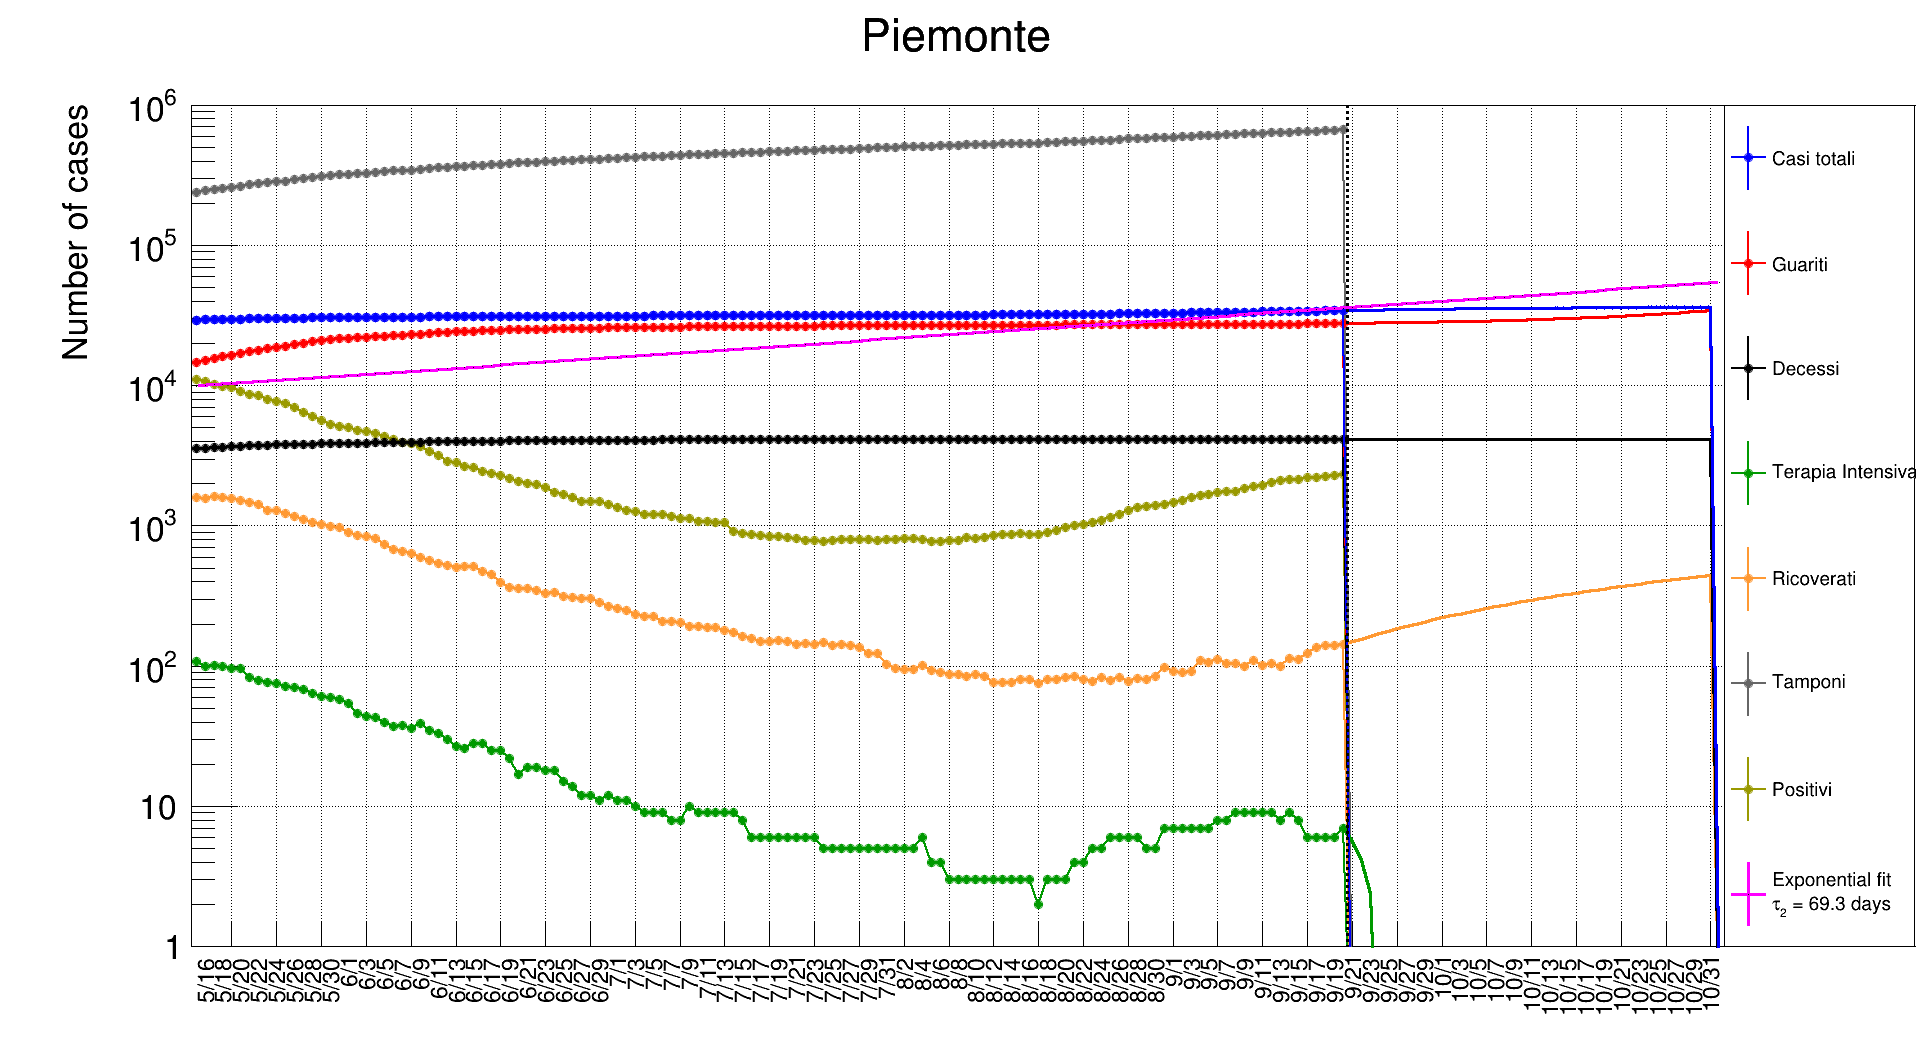 Piemonte
Number of cases
10^6
10^5
10^4
10^3
10^2
10
1
5/16 5/18 5/20 5/22 5/24 5/26 5/28 5/30 6/1 6/3 6/5 6/7 6/9 6/11 6/13 6/15 6/17 6/19 6/21 6/23 6/25 6/27 6/29 7/1 7/3 7/5 7/7 7/9 7/11 7/13 7/15 7/17 7/19 7/21 7/23 7/25 7/27 7/29 7/31 8/2 8/4 8/6 8/8 8/10 8/12 8/14 8/16 8/18 8/20 8/22 8/24 8/26 8/28 8/30 9/1 9/3 9/5 9/7 9/9 9/11 9/13 9/15 9/17 9/19 9/21 9/23 9/25 9/27 9/29 10/1 10/3 10/5 10/7 10/9 10/11 10/13 10/15 10/17 10/19 10/21 10/23 10/25 10/27 10/29 10/31
Casi totali
Guariti
Decessi
Terapia Intensiva
Ricoverati
Tamponi
Positivi
Exponential fit
τ_2 = 69.3 days